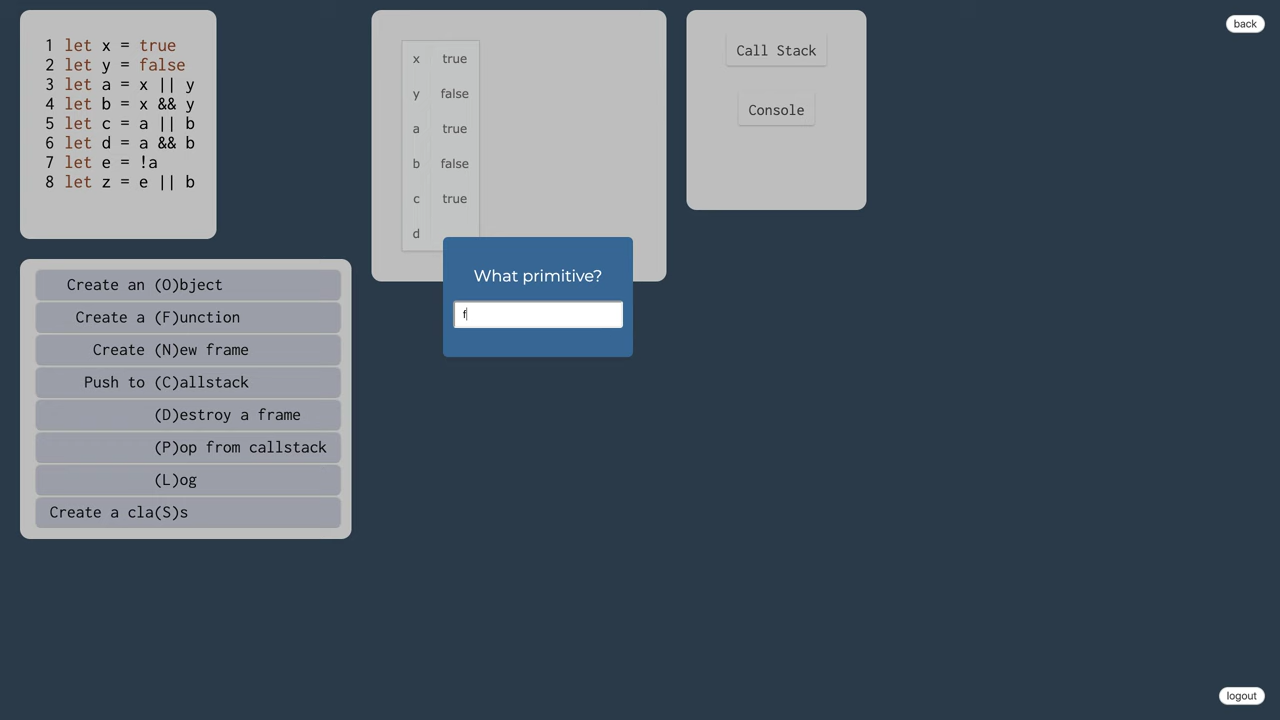 1 let x = true
2 let y = false
3 let a = x || y
4 let b = x && y
5 let c = a || b
6 let d = a && b
7 let e = !a
8 let z = e || b
Create an (O)bject
Create a (F)unction
Create (N)ew frame
Push to (C)allstack
(D)estroy a frame
(P)op from callstack
(L)og
Create a cla(S)s
x true
y false
a true
b false
c true
d
What primitive?
f
Call Stack
Console
back
logout